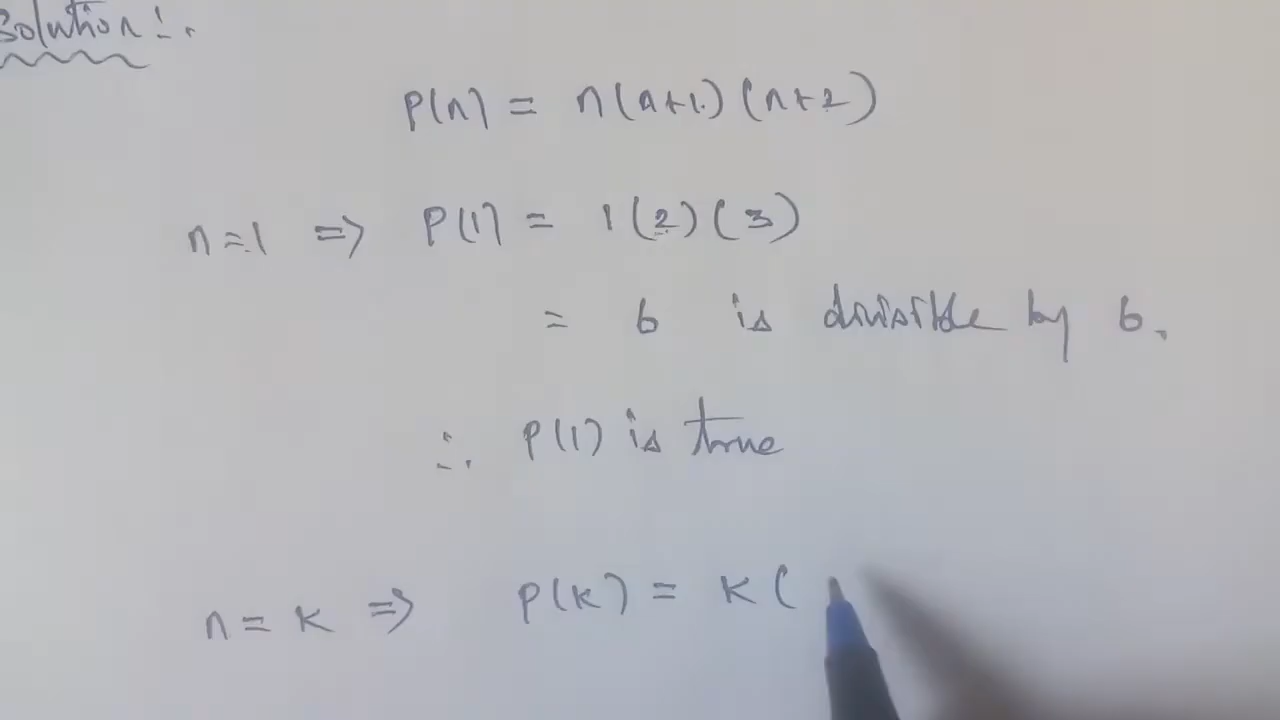 Solution:.
P(n) = n(n+1)(n+2)
n=1 ⇒ P(1) = 1(2)(3)
= 6 is divisible by 6.
∴ P(1) is true
n = k ⇒ P(k) = k (